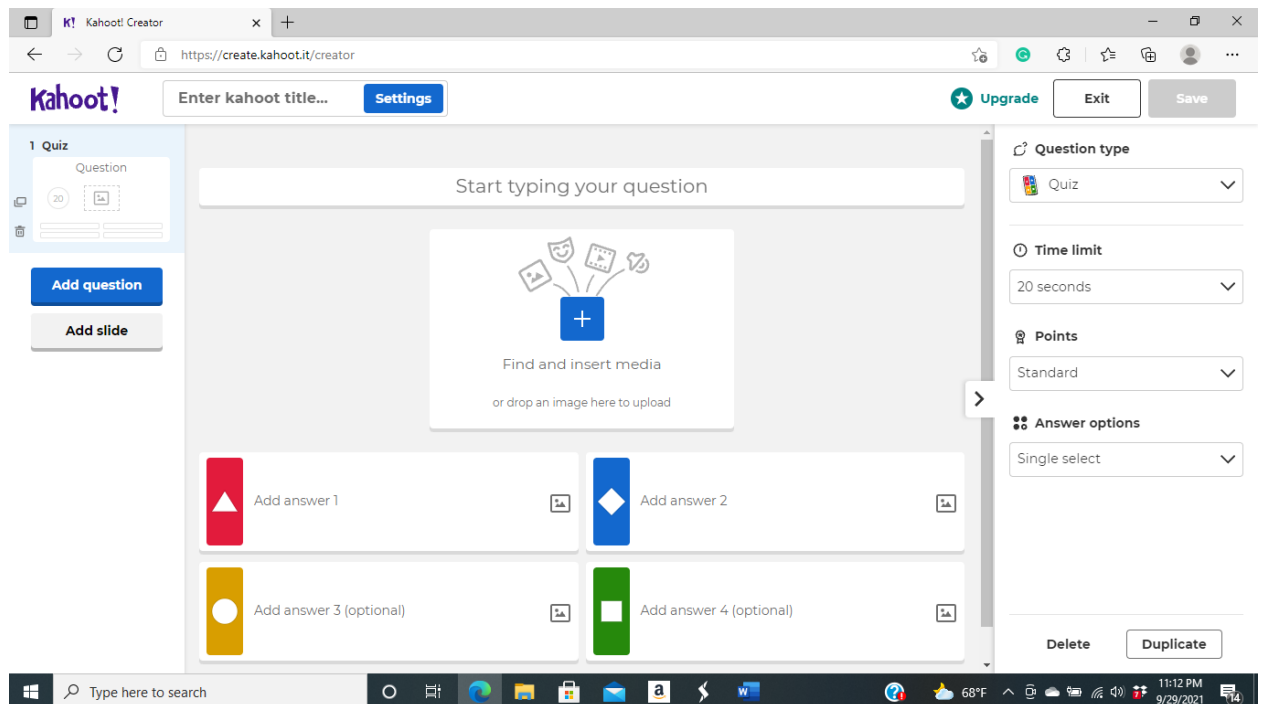 K! Kahoot! Creator
https://create.kahoot.it/creator
Kahoot!
Enter kahoot title...
Settings
Upgrade
Exit
Save
1 Quiz
Question
20
Add question
Add slide
Start typing your question
Find and insert media
or drop an image here to upload
Add answer 1
Add answer 2
Add answer 3 (optional)
Add answer 4 (optional)
Question type
Quiz
Time limit
20 seconds
Points
Standard
Answer options
Single select
Delete
Duplicate
Type here to search
a
W
68°F
11:12 PM
9/29/2021
14